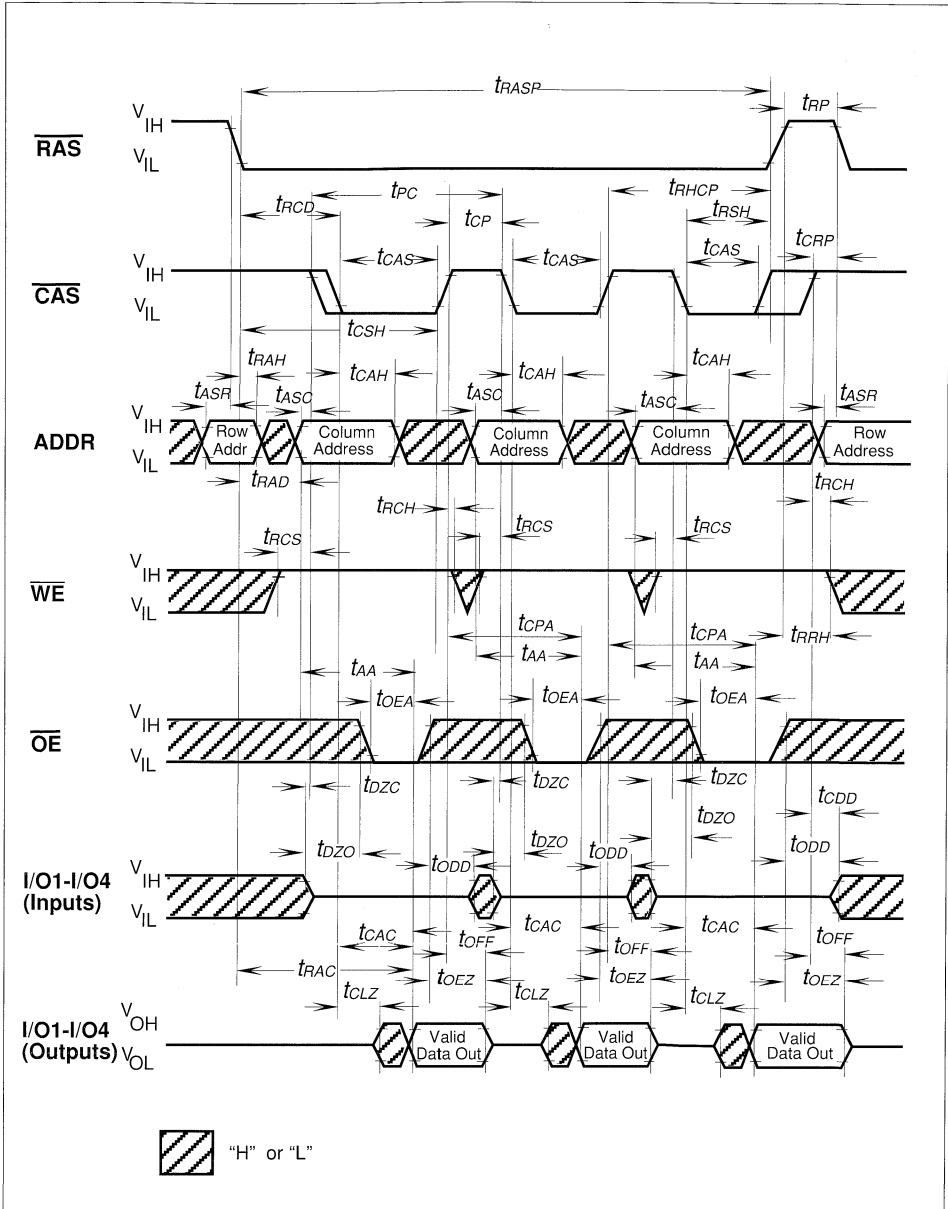 tRASP
tRP
VIH
RAS
VIL
tPC
tRHCP
tRCD
tCP
tRSH
tCAS
tCAS
tCAS
tCRP
VIH
CAS
VIL
tCSH
tRAH
tCAH
tCAH
tCAH
tASR
tASC
tASC
tASC
tASR
VIH
ADDR
VIL
Row Addr
Column Address
Column Address
Column Address
Row Address
tRAD
tRCH
tRCH
tRCS
tRCS
tRCS
VIH
WE
VIL
tCPA
tCPA
tRRH
tAA
tAA
tAA
tOEA
tOEA
tOEA
VIH
OE
VIL
tDZC
tDZC
tDZC
tCDD
tDZO
tDZO
tDZO
tODD
tODD
tODD
I/O1-I/O4 (Inputs)
VIH
VIL
tCAC
tCAC
tCAC
tOFF
tOFF
tOFF
tRAC
tOEZ
tOEZ
tOEZ
tCLZ
tCLZ
tCLZ
I/O1-I/O4 (Outputs)
VOH
VOL
Valid Data Out
Valid Data Out
Valid Data Out
"H" or "L"